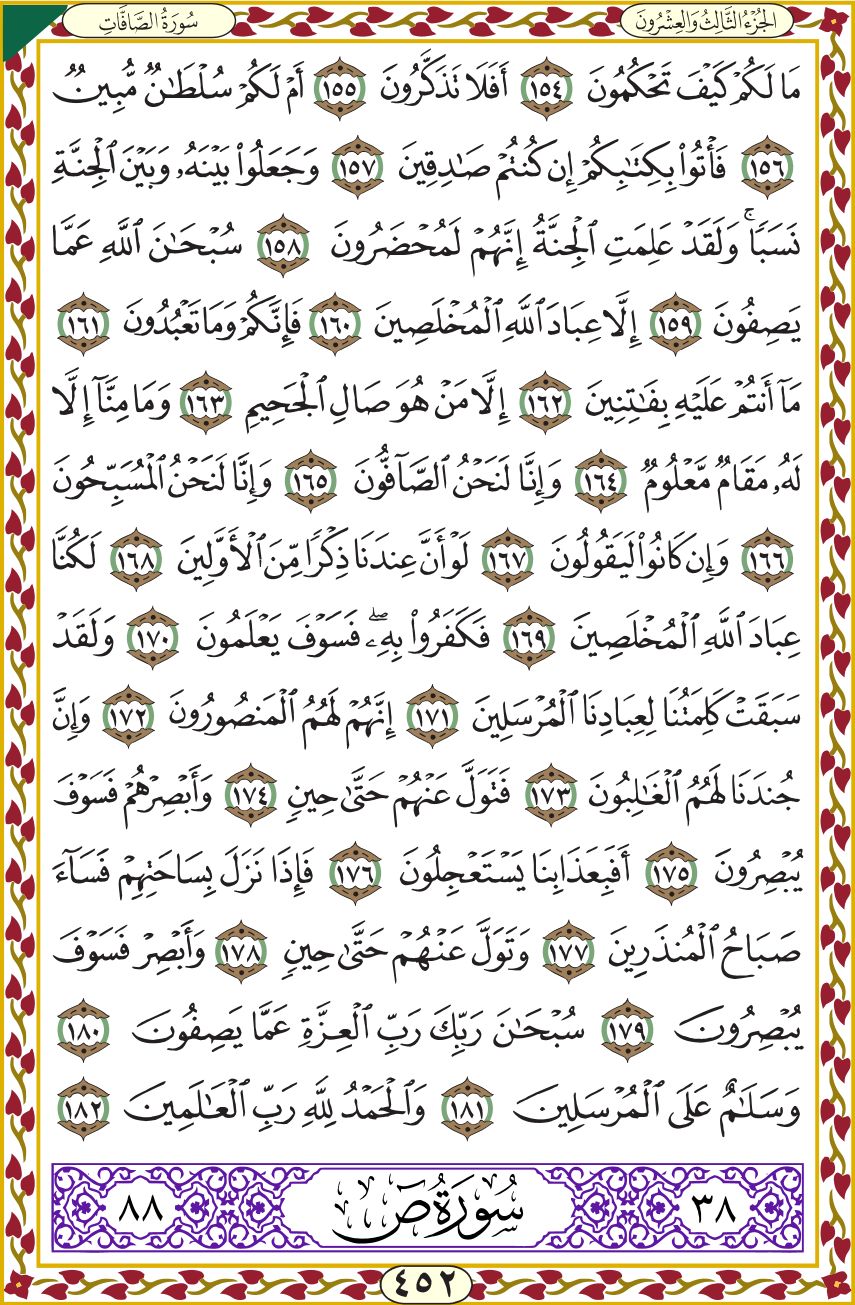 الجُزْءُ الثَّالِثُ وَالعِشْرُونَ سُورَةُ الصَّافَّاتِ
مَا لَكُمْ كَيْفَ تَحْكُمُونَ ١٥٤ أَفَلَا تَذَكَّرُونَ ١٥٥ أَمْ لَكُمْ سُلْطَٰنٌ مُّبِينٌ
١٥٦ فَأْتُوا۟ بِكِتَٰبِكُمْ إِن كُنتُمْ صَٰدِقِينَ ١٥٧ وَجَعَلُوا۟ بَيْنَهُۥ وَبَيْنَ ٱلْجِنَّةِ
نَسَبًا ۚ وَلَقَدْ عَلِمَتِ ٱلْجِنَّةُ إِنَّهُمْ لَمُحْضَرُونَ ١٥٨ سُبْحَٰنَ ٱللَّهِ عَمَّا
يَصِفُونَ ١٥٩ إِلَّا عِبَادَ ٱللَّهِ ٱلْمُخْلَصِينَ ١٦٠ فَإِنَّكُمْ وَمَا تَعْبُدُونَ ١٦١
مَآ أَنتُمْ عَلَيْهِ بِفَٰتِنِينَ ١٦٢ إِلَّا مَنْ هُوَ صَالِ ٱلْجَحِيمِ ١٦٣ وَمَا مِنَّآ إِلَّا
لَهُۥ مَقَامٌ مَّعْلُومٌ ١٦٤ وَإِنَّا لَنَحْنُ ٱلصَّآفُّونَ ١٦٥ وَإِنَّا لَنَحْنُ ٱلْمُسَبِّحُونَ
١٦٦ وَإِن كَانُوا۟ لَيَقُولُونَ ١٦٧ لَوْ أَنَّ عِندَنَا ذِكْرًا مِّنَ ٱلْأَوَّلِينَ ١٦٨ لَكُنَّا
عِبَادَ ٱللَّهِ ٱلْمُخْلَصِينَ ١٦٩ فَكَفَرُوا۟ بِهِۦ ۖ فَسَوْفَ يَعْلَمُونَ ١٧٠ وَلَقَدْ
سَبَقَتْ كَلِمَتُنَا لِعِبَادِنَا ٱلْمُرْسَلِينَ ١٧١ إِنَّهُمْ لَهُمُ ٱلْمَنصُورُونَ ١٧٢ وَإِنَّ
جُندَنَا لَهُمُ ٱلْغَٰلِبُونَ ١٧٣ فَتَوَلَّ عَنْهُمْ حَتَّىٰ حِينٍ ١٧٤ وَأَبْصِرْهُمْ فَسَوْفَ
يُبْصِرُونَ ١٧٥ أَفَبِعَذَابِنَا يَسْتَعْجِلُونَ ١٧٦ فَإِذَا نَزَلَ بِسَاحَتِهِمْ فَسَآءَ
صَبَاحُ ٱلْمُنذَرِينَ ١٧٧ وَتَوَلَّ عَنْهُمْ حَتَّىٰ حِينٍ ١٧٨ وَأَبْصِرْ فَسَوْفَ
يُبْصِرُونَ ١٧٩ سُبْحَٰنَ رَبِّكَ رَبِّ ٱلْعِزَّةِ عَمَّا يَصِفُونَ ١٨٠
وَسَلَٰمٌ عَلَى ٱلْمُرْسَلِينَ ١٨١ وَٱلْحَمْدُ لِلَّهِ رَبِّ ٱلْعَٰلَمِينَ ١٨٢
٣٨ سُورَةُ صٓ ٨٨
٤٥٢